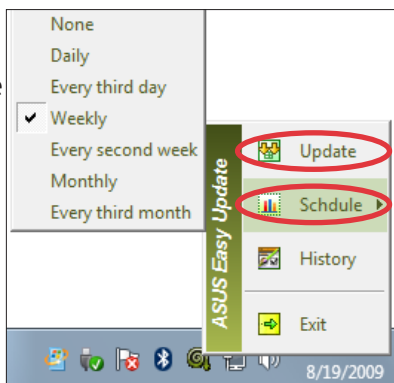 None
Daily
Every third day
Weekly
Every second week
Monthly
Every third month
ASUS Easy Update
Update
Schdule
History
Exit
8/19/2009